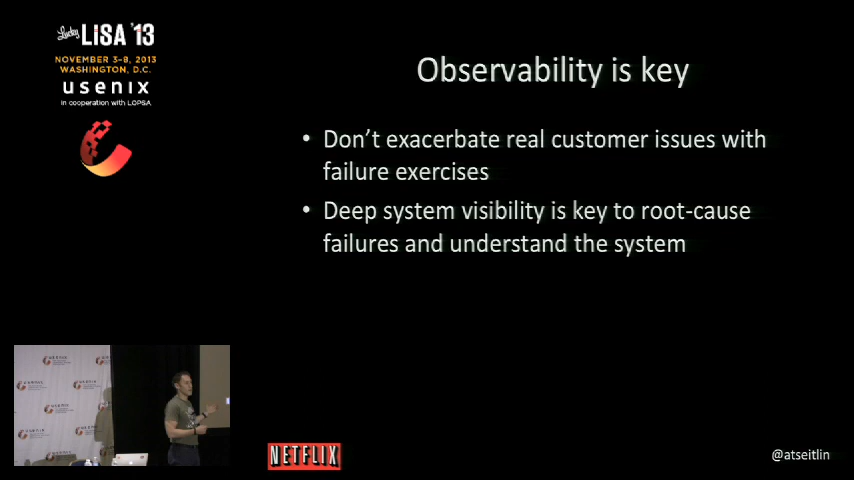 Lucky LISA '13
NOVEMBER 3-8, 2013
WASHINGTON, D.C.
usenix
in cooperation with LOPSA
Observability is key
• Don't exacerbate real customer issues with
failure exercises
• Deep system visibility is key to root-cause
failures and understand the system
NETFLIX
@atseitlin